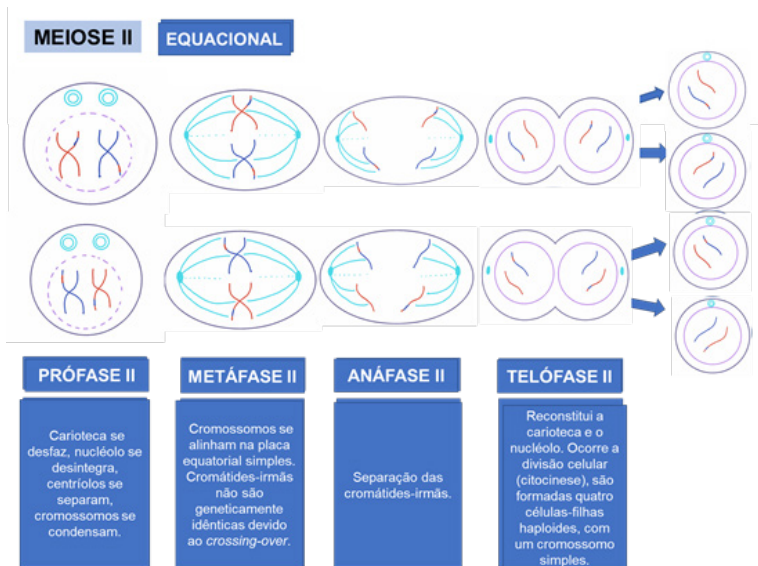 MEIOSE II
EQUACIONAL
PRÓFASE II
Carioteca se
desfaz, nucléolo se
desintegra,
centríolos se
separam,
cromossomos se
condensam.
METÁFASE II
Cromossomos se
alinham na placa
equatorial simples.
Cromátides-irmãs
não são
geneticamente
idênticas devido
ao crossing-over.
ANÁFASE II
Separação das
cromátides-irmãs.
TELÓFASE II
Reconstitui a
carioteca e o
nucléolo. Ocorre a
divisão celular
(citocinese), são
formadas quatro
células-filhas
haploides, com
um cromossomo
simples.